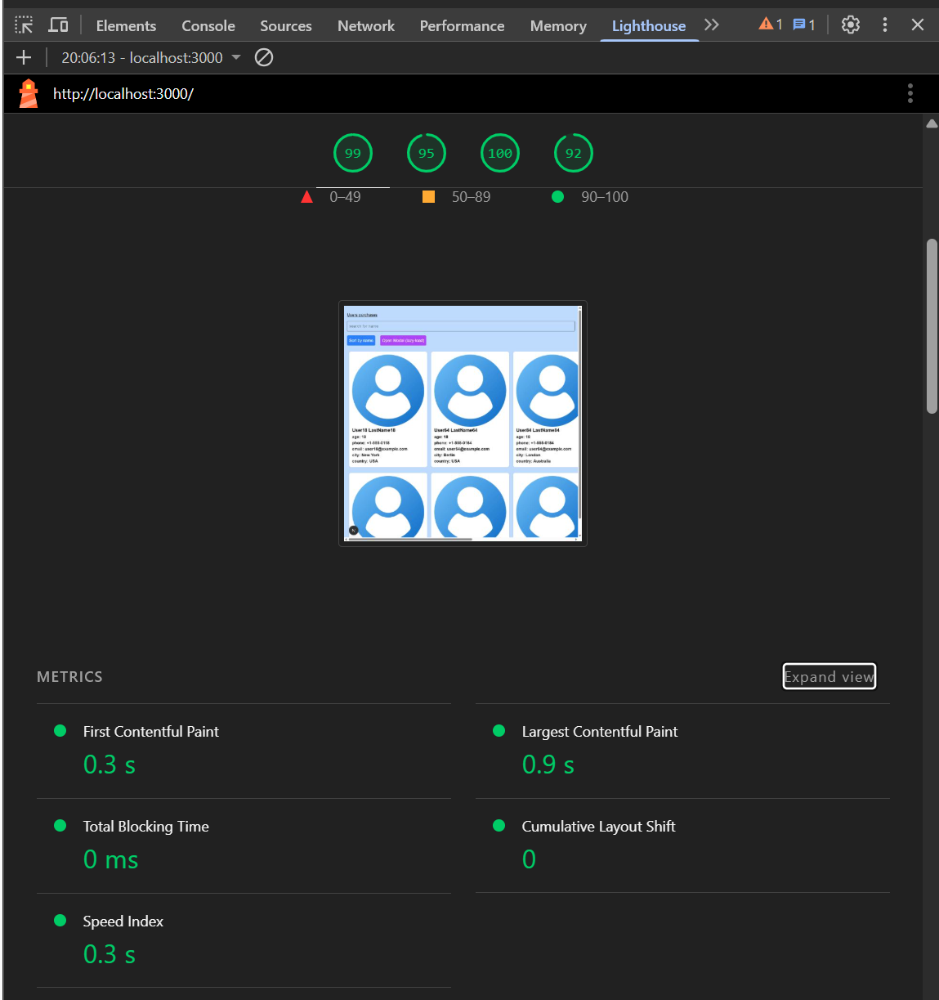 Elements Console Sources Network Performance Memory Lighthouse 1 1
20:06:13 - localhost:3000
http://localhost:3000/
99 95 100 92
0–49 50–89 90–100
Users purchases
search for name
Sort by name Open Modal (lazy load)
User18 LastName18
age: 18
phone: +1-555-0118
email: user18@example.com
city: New York
country: USA
User64 LastName64
age: 18
phone: +1-555-0164
email: user64@example.com
city: Berlin
country: USA
User84 LastName84
age: 18
phone: +1-555-0184
email: user84@example.com
city: London
country: Australia
METRICS
Expand view
First Contentful Paint
0.3 s
Largest Contentful Paint
0.9 s
Total Blocking Time
0 ms
Cumulative Layout Shift
0
Speed Index
0.3 s